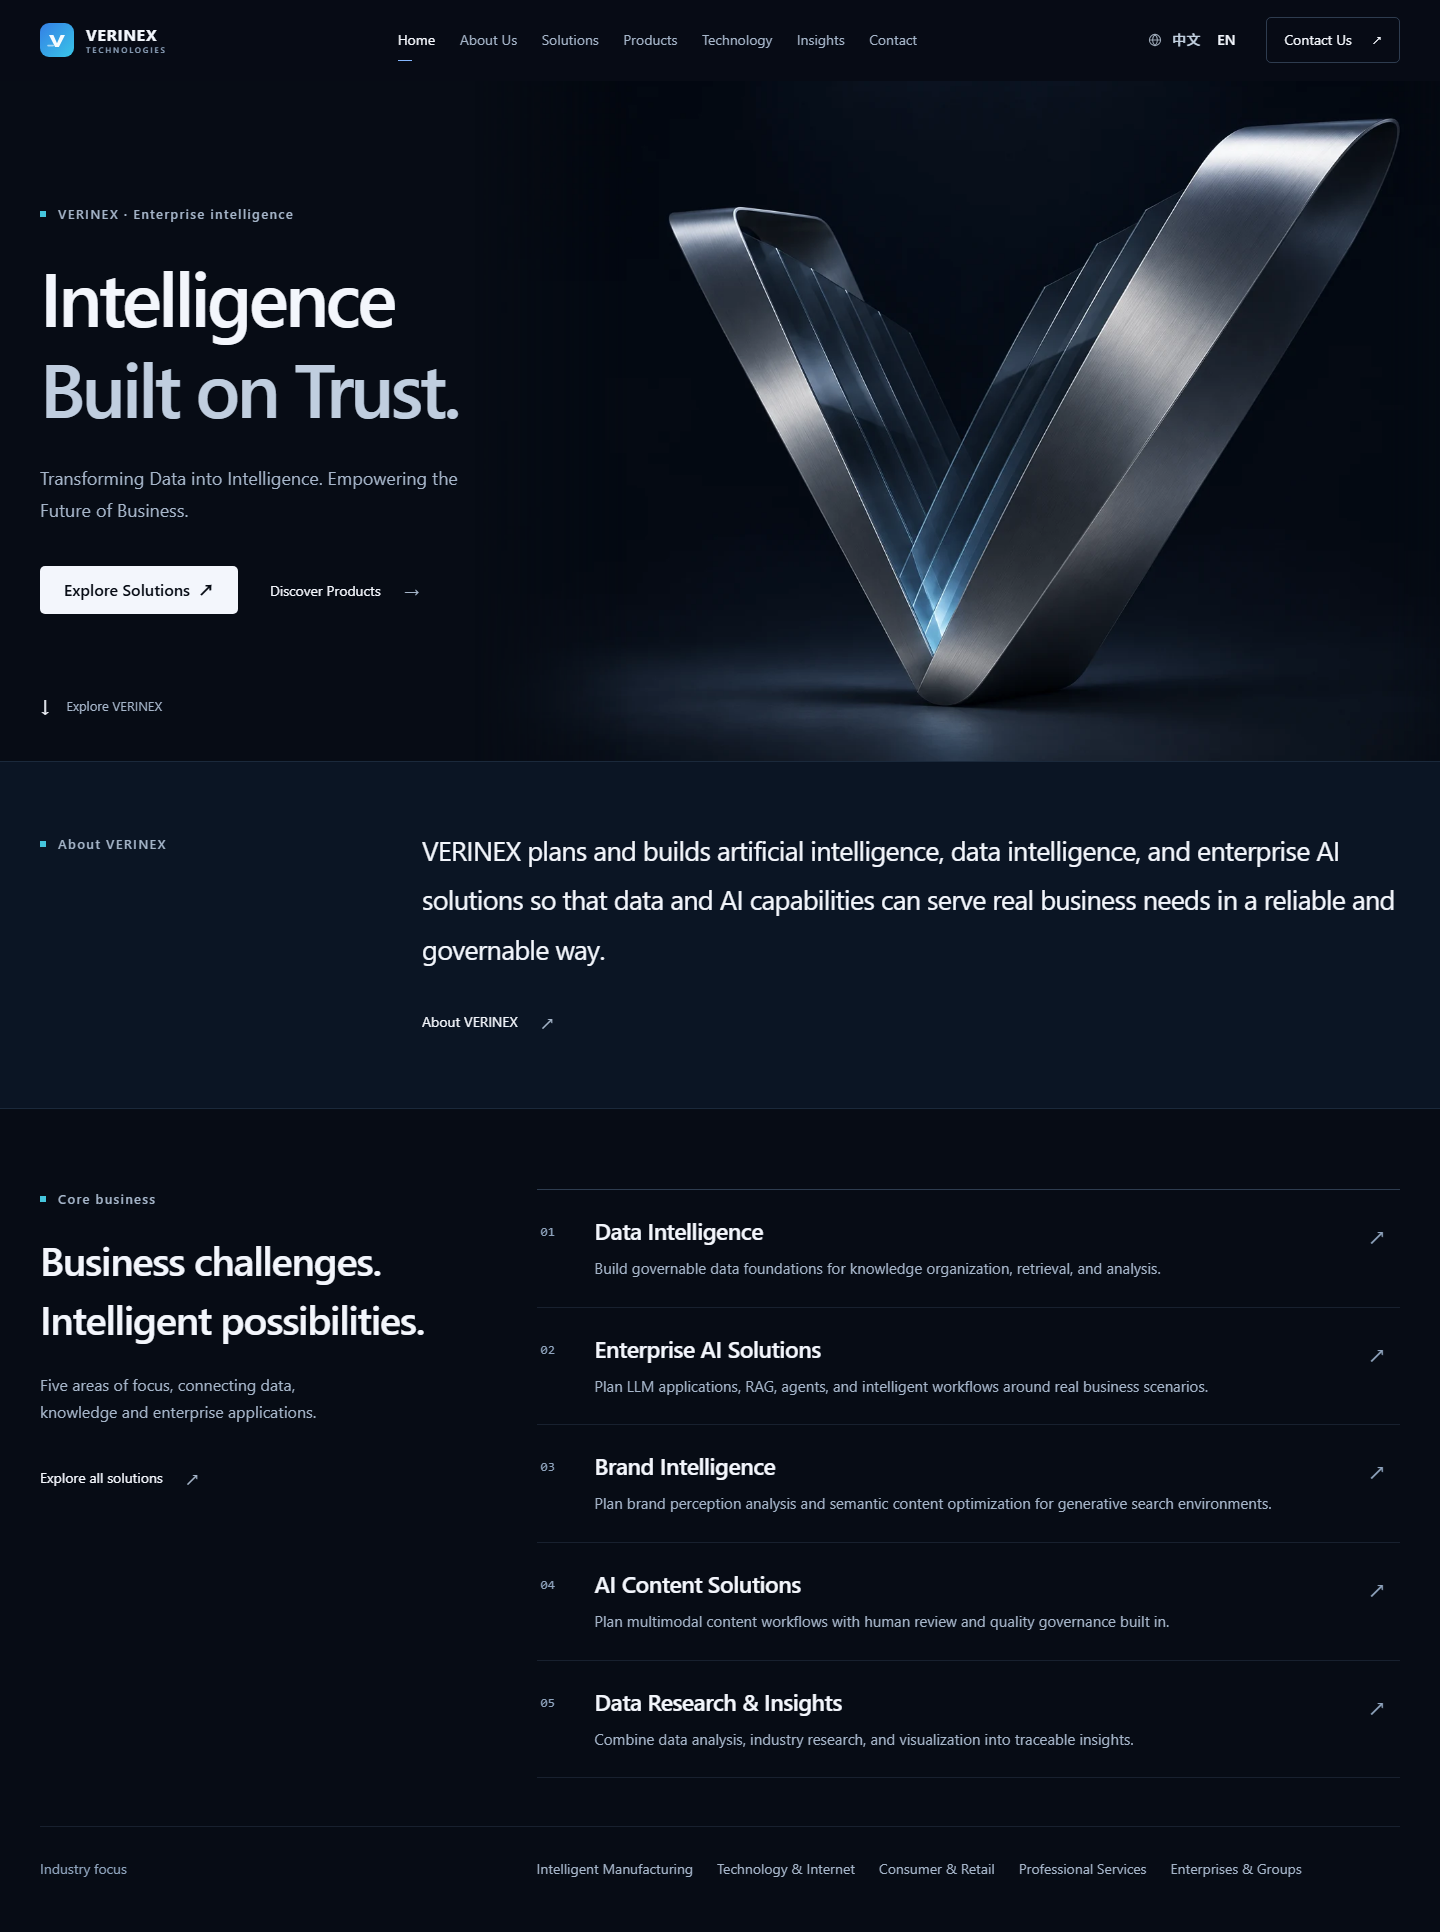 VERINEX
TECHNOLOGIES
Home About Us Solutions Products Technology Insights Contact
中文 EN
Contact Us ↗
VERINEX · Enterprise intelligence
Intelligence
Built on Trust.
Transforming Data into Intelligence. Empowering the
Future of Business.
Explore Solutions ↗
Discover Products →
↓ Explore VERINEX
About VERINEX
VERINEX plans and builds artificial intelligence, data intelligence, and enterprise AI
solutions so that data and AI capabilities can serve real business needs in a reliable and
governable way.
About VERINEX ↗
Core business
Business challenges.
Intelligent possibilities.
Five areas of focus, connecting data,
knowledge and enterprise applications.
Explore all solutions ↗
01 Data Intelligence ↗
Build governable data foundations for knowledge organization, retrieval, and analysis.
02 Enterprise AI Solutions ↗
Plan LLM applications, RAG, agents, and intelligent workflows around real business scenarios.
03 Brand Intelligence ↗
Plan brand perception analysis and semantic content optimization for generative search environments.
04 AI Content Solutions ↗
Plan multimodal content workflows with human review and quality governance built in.
05 Data Research & Insights ↗
Combine data analysis, industry research, and visualization into traceable insights.
Industry focus
Intelligent Manufacturing Technology & Internet Consumer & Retail Professional Services Enterprises & Groups